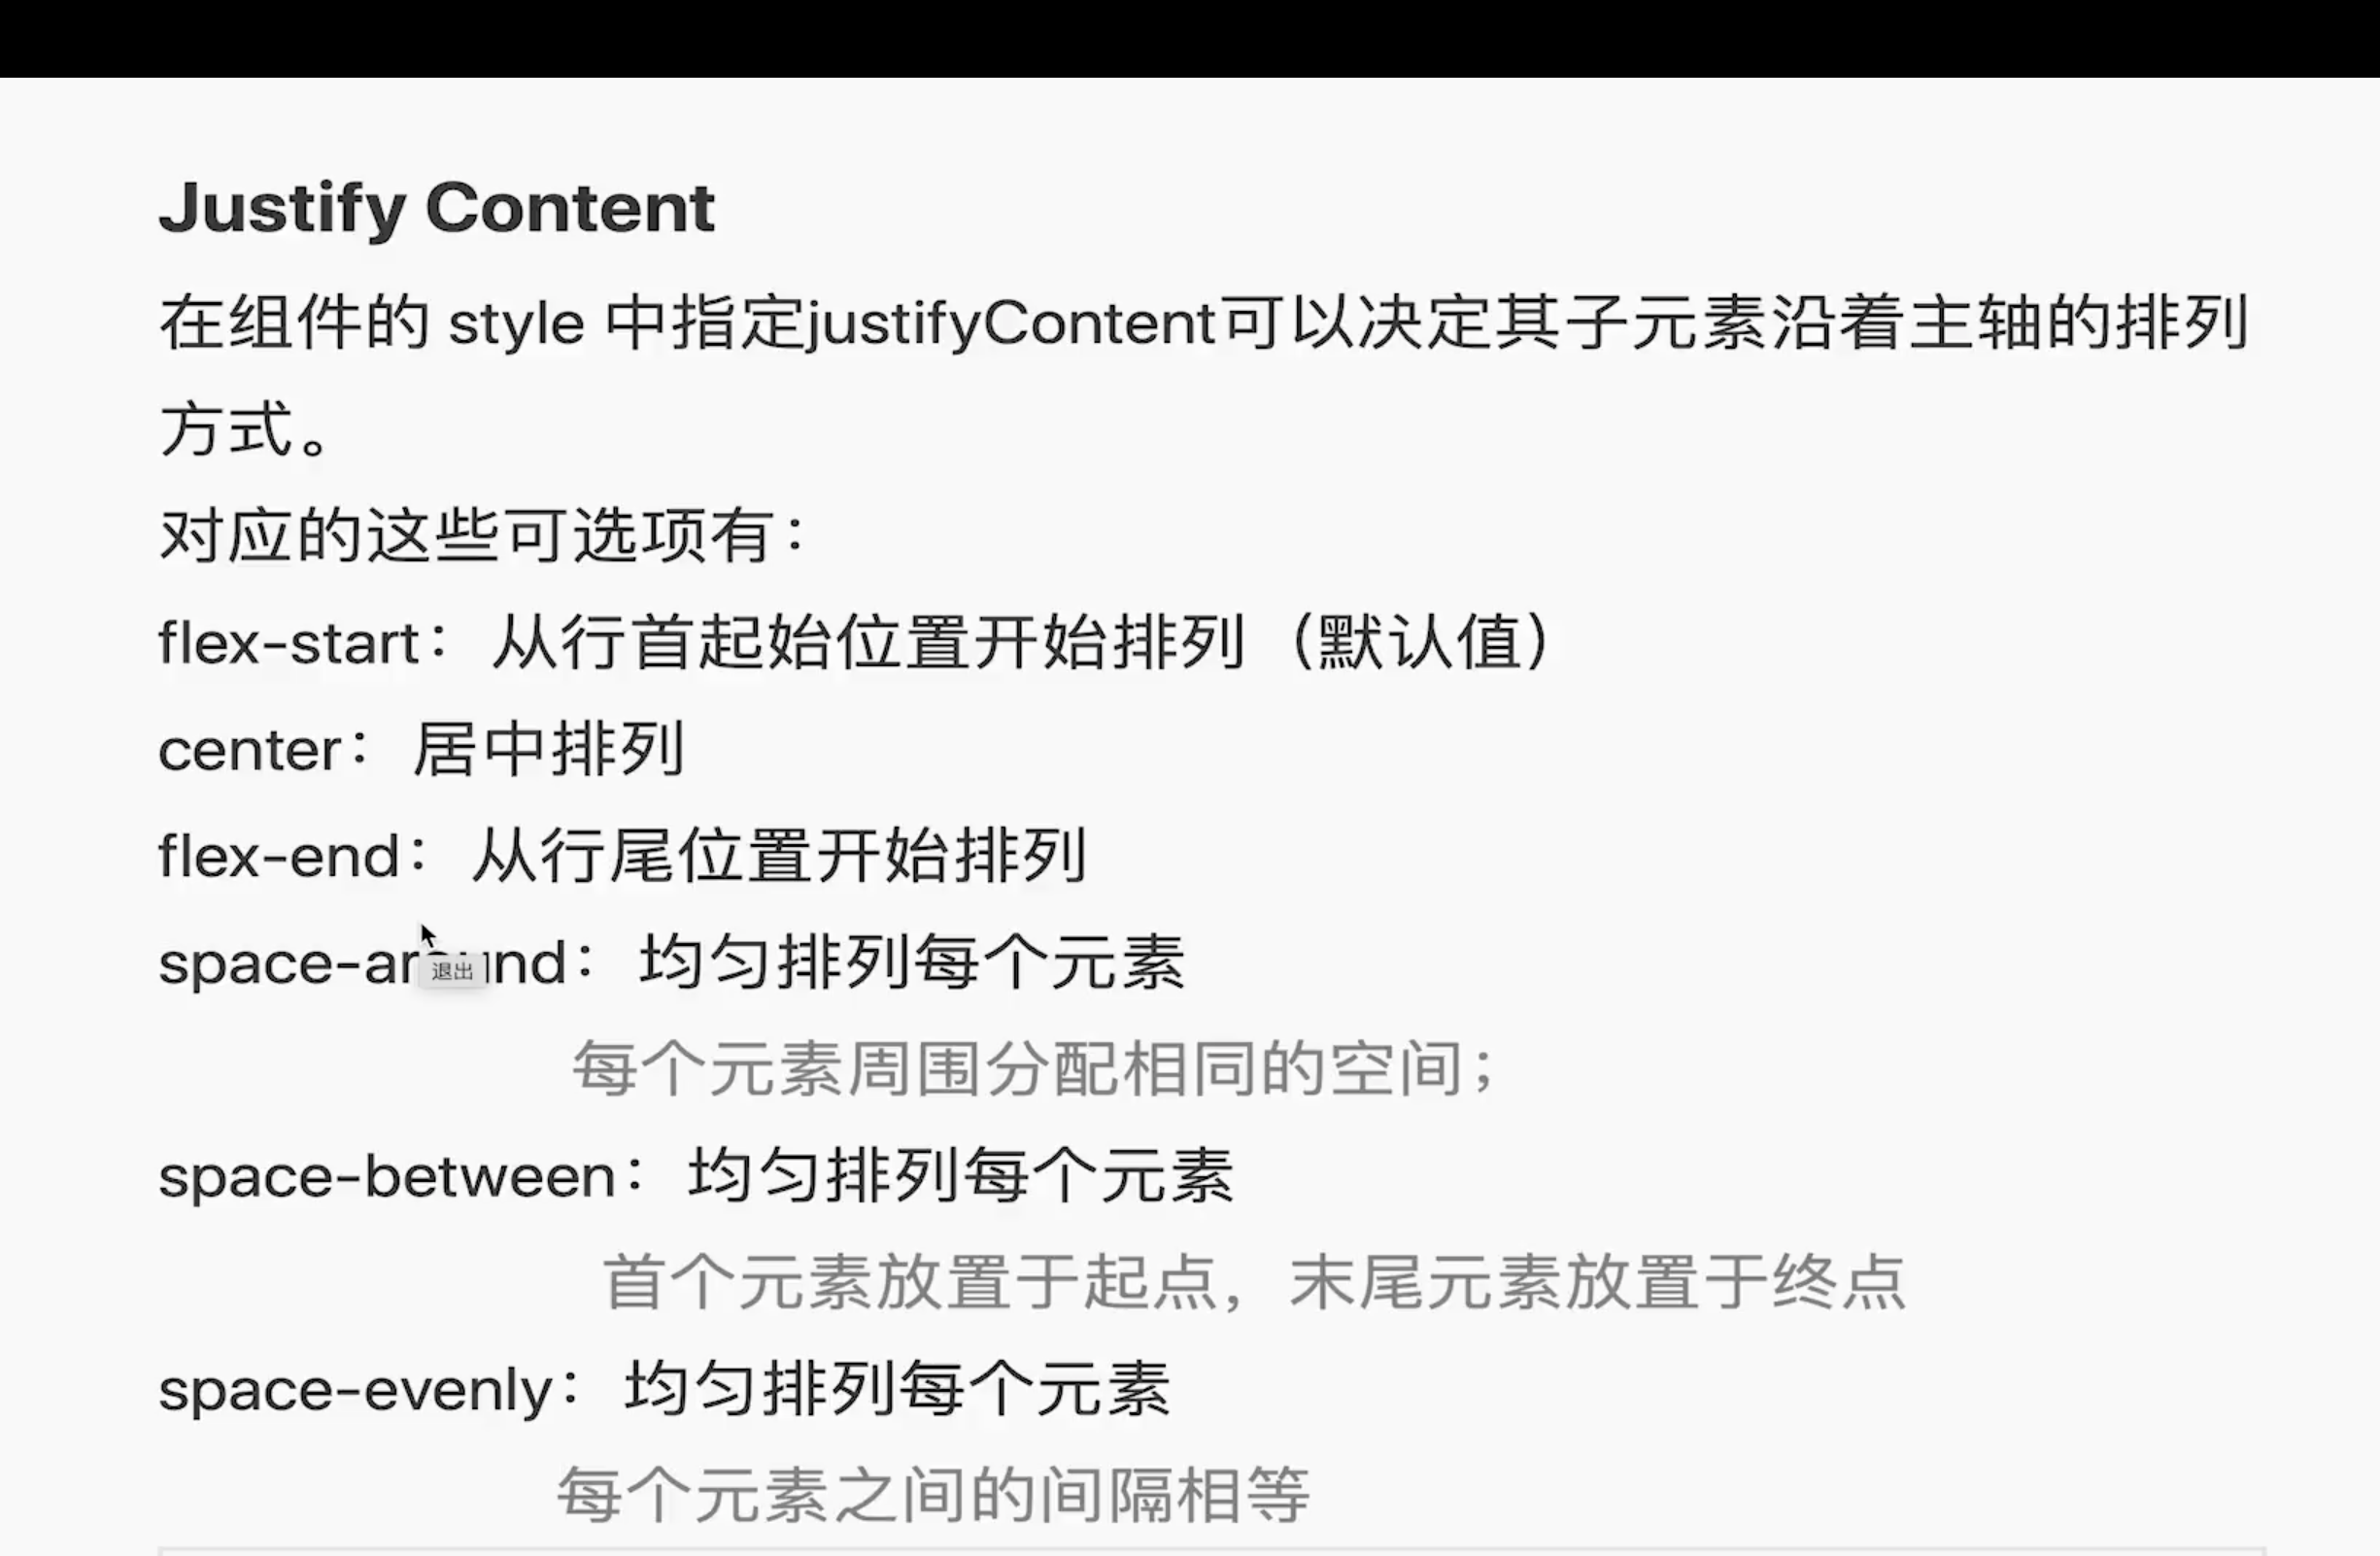 Justify Content
在组件的 style 中指定justifyContent可以决定其子元素沿着主轴的排列
方式。
对应的这些可选项有：
flex-start： 从行首起始位置开始排列（默认值）
center： 居中排列
flex-end： 从行尾位置开始排列
space-around： 均匀排列每个元素
退出
每个元素周围分配相同的空间；
space-between： 均匀排列每个元素
首个元素放置于起点，末尾元素放置于终点
space-evenly： 均匀排列每个元素
每个元素之间的间隔相等